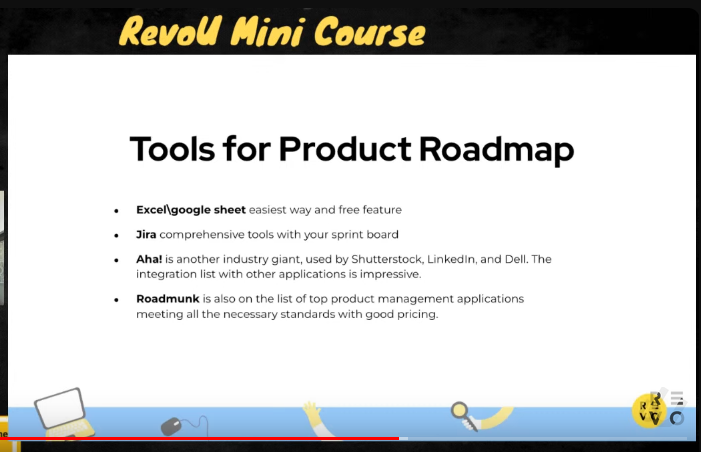 RevoU Mini Course
Tools for Product Roadmap
• Excel\google sheet easiest way and free feature
• Jira comprehensive tools with your sprint board
• Aha! is another industry giant, used by Shutterstock, LinkedIn, and Dell. The
integration list with other applications is impressive.
• Roadmunk is also on the list of top product management applications
meeting all the necessary standards with good pricing.